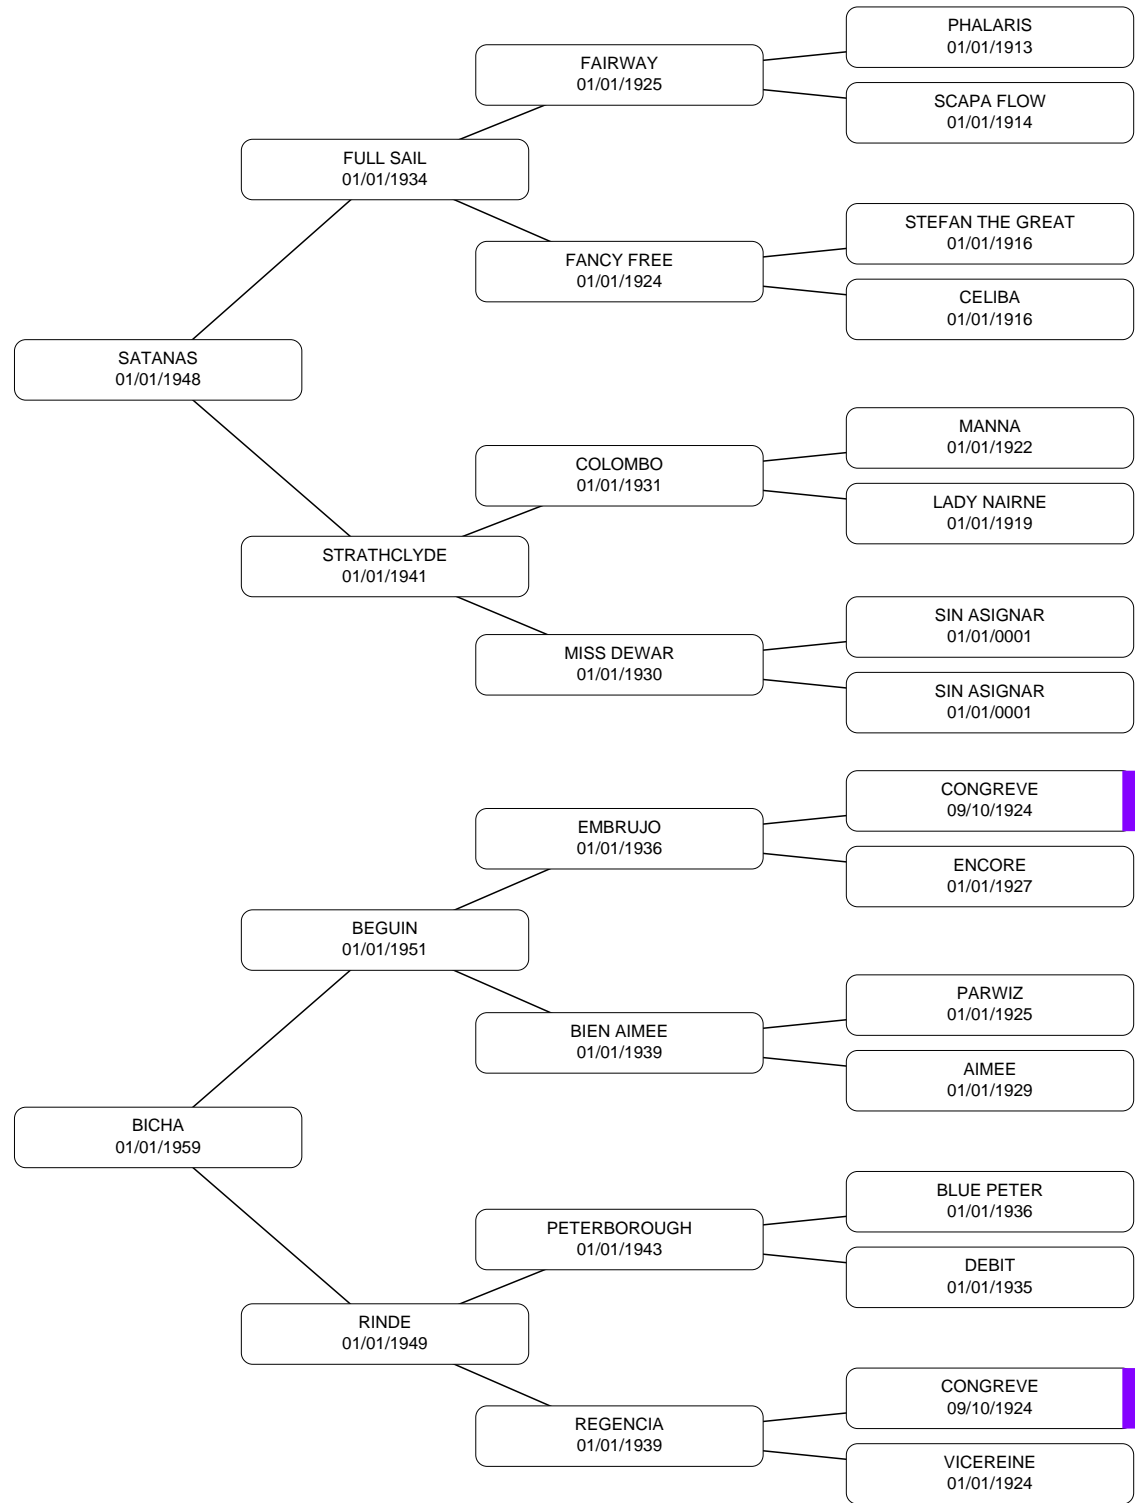 PHALARIS
01/01/1913
FAIRWAY
01/01/1925
SCAPA FLOW
01/01/1914
FULL SAIL
01/01/1934
STEFAN THE GREAT
01/01/1916
FANCY FREE
01/01/1924
CELIBA
01/01/1916
SATANAS
01/01/1948
MANNA
01/01/1922
COLOMBO
01/01/1931
LADY NAIRNE
01/01/1919
STRATHCLYDE
01/01/1941
SIN ASIGNAR
01/01/0001
MISS DEWAR
01/01/1930
SIN ASIGNAR
01/01/0001
CONGREVE
09/10/1924
EMBRUJO
01/01/1936
ENCORE
01/01/1927
BEGUIN
01/01/1951
PARWIZ
01/01/1925
BIEN AIMEE
01/01/1939
AIMEE
01/01/1929
BICHA
01/01/1959
BLUE PETER
01/01/1936
PETERBOROUGH
01/01/1943
DEBIT
01/01/1935
RINDE
01/01/1949
CONGREVE
09/10/1924
REGENCIA
01/01/1939
VICEREINE
01/01/1924